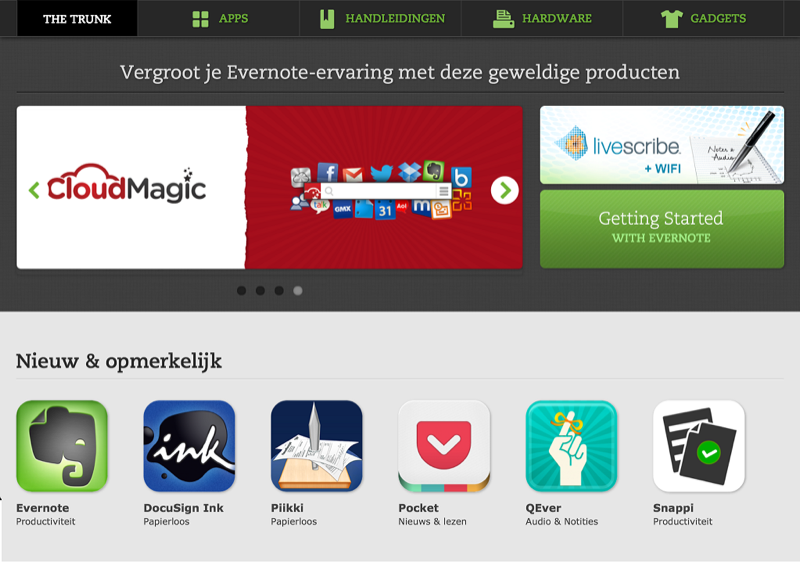 THE TRUNK
APPS
HANDLEIDINGEN
HARDWARE
GADGETS
Vergroot je Evernote-ervaring met deze geweldige producten
CloudMagic
talk
GMX
31
Aol
m
b
livescribe
+ WIFI
Notes &
Audio
Getting Started
WITH EVERNOTE
Nieuw & opmerkelijk
ink
Evernote
Productiviteit
DocuSign Ink
Papierloos
Piikki
Papierloos
Pocket
Nieuws & lezen
QEver
Audio & Notities
Snappi
Productiviteit